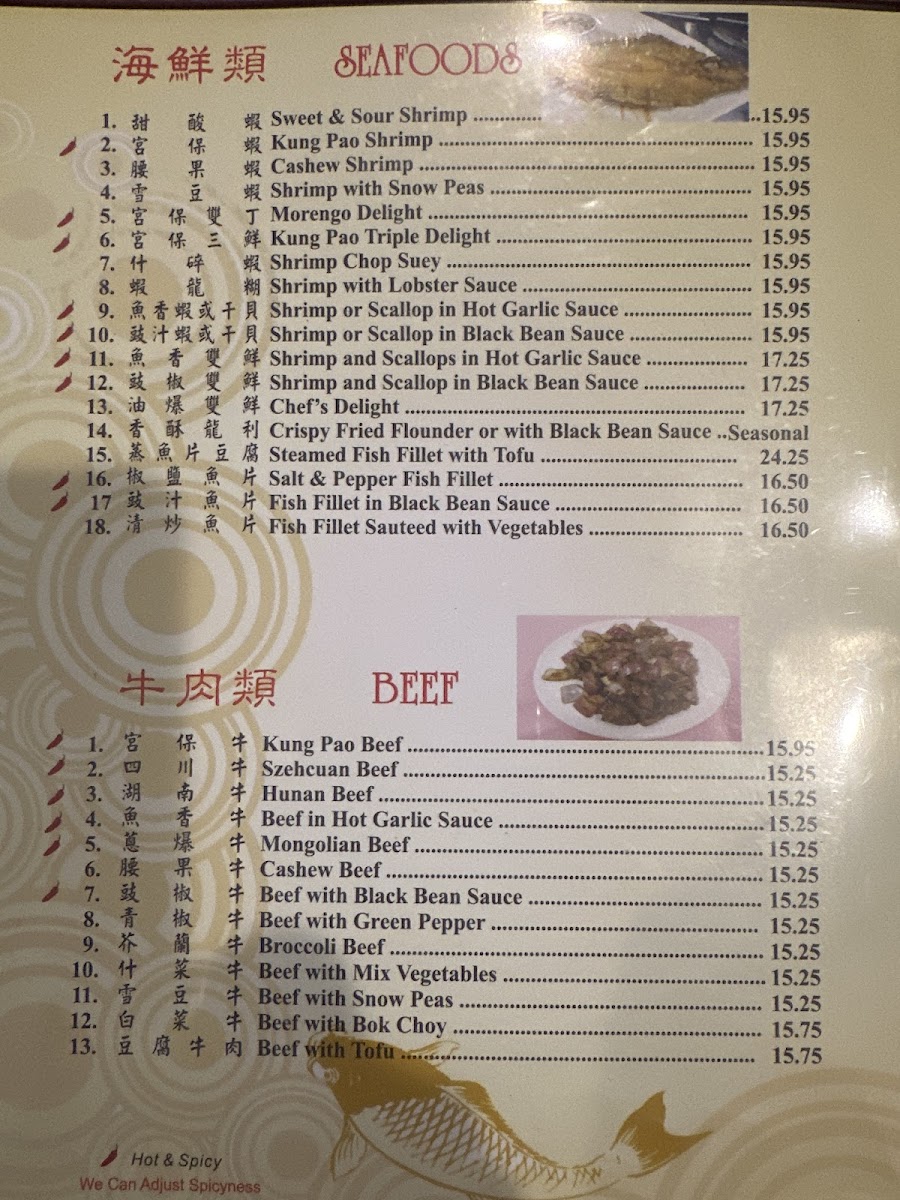 海鮮類 SEAFOODS
1. 甜酸蝦 Sweet & Sour Shrimp ............ ..15.95
2. 宮保蝦 Kung Pao Shrimp ............ 15.95
3. 腰果蝦 Cashew Shrimp ............ 15.95
4. 雪豆蝦 Shrimp with Snow Peas ............ 15.95
5. 宮保雙丁 Morengo Delight ............ 15.95
6. 宮保三鮮 Kung Pao Triple Delight ............ 15.95
7. 什碎蝦 Shrimp Chop Suey ............ 15.95
8. 蝦龍糊 Shrimp with Lobster Sauce ............ 15.95
9. 魚香蝦或干貝 Shrimp or Scallop in Hot Garlic Sauce ............ 15.95
10. 豉汁蝦或干貝 Shrimp or Scallop in Black Bean Sauce ............ 15.95
11. 魚香雙鮮 Shrimp and Scallops in Hot Garlic Sauce ............ 17.25
12. 豉椒雙鮮 Shrimp and Scallop in Black Bean Sauce ............ 17.25
13. 油爆雙鮮 Chef's Delight ............ 17.25
14. 香酥龍利 Crispy Fried Flounder or with Black Bean Sauce ..Seasonal
15. 蒸魚片豆腐 Steamed Fish Fillet with Tofu ............ 24.25
16. 椒鹽魚片 Salt & Pepper Fish Fillet ............ 16.50
17 豉汁魚片 Fish Fillet in Black Bean Sauce ............ 16.50
18. 清炒魚片 Fish Fillet Sauteed with Vegetables ............ 16.50
牛肉類 BEEF
1. 宮保牛 Kung Pao Beef ............ 15.95
2. 四川牛 Szehcuan Beef ............ 15.25
3. 湖南牛 Hunan Beef ............ 15.25
4. 魚香牛 Beef in Hot Garlic Sauce ............ 15.25
5. 蔥爆牛 Mongolian Beef ............ 15.25
6. 腰果牛 Cashew Beef ............ 15.25
7. 豉椒牛 Beef with Black Bean Sauce ............ 15.25
8. 青椒牛 Beef with Green Pepper ............ 15.25
9. 芥蘭牛 Broccoli Beef ............ 15.25
10. 什菜牛 Beef with Mix Vegetables ............ 15.25
11. 雪豆牛 Beef with Snow Peas ............ 15.25
12. 白菜牛 Beef with Bok Choy ............ 15.75
13. 豆腐牛肉 Beef with Tofu ............ 15.75
Hot & Spicy
We Can Adjust Spicyness